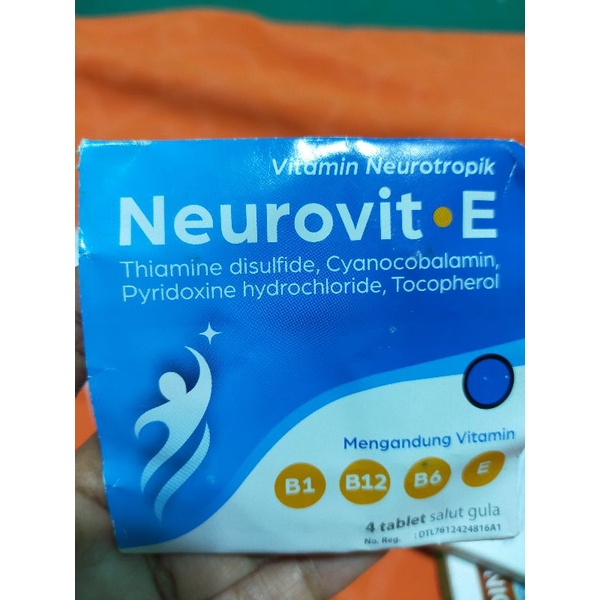 Vitamin Neurotropik
Neurovit•E
Thiamine disulfide, Cyanocobalamin,
Pyridoxine hydrochloride, Tocopherol
Mengandung Vitamin
B1 B12 B6 E
4 tablet salut gula
No. Reg. : DTL7612424816A1